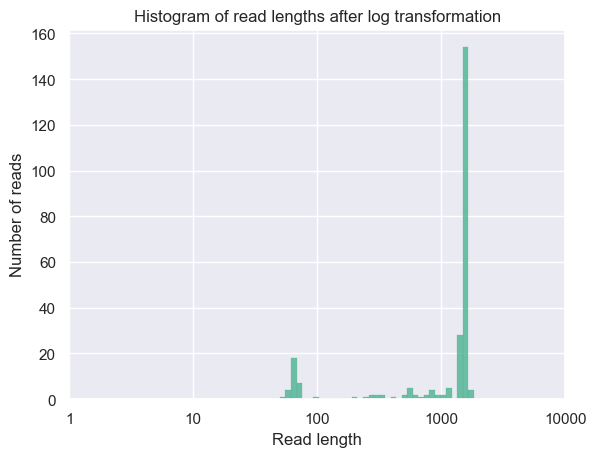 Histogram of read lengths after log transformation
160
140
120
100
80
60
40
20
0
Number of reads
1 10 100 1000 10000
Read length